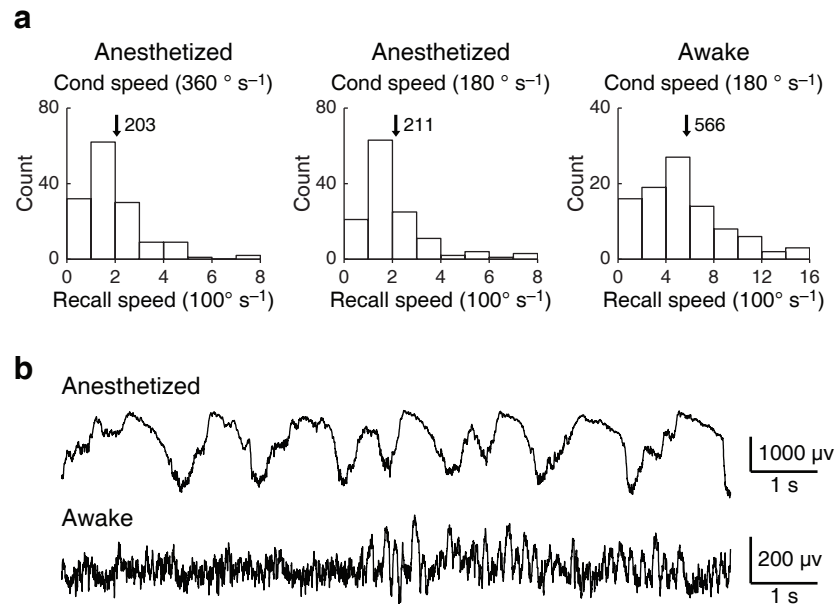 a
Anesthetized
Cond speed (360 ° s–1)
80
40
0
Count
203
0 2 4 6 8
Recall speed (100° s–1)
Anesthetized
Cond speed (180 ° s–1)
80
40
0
Count
211
0 2 4 6 8
Recall speed (100° s–1)
Awake
Cond speed (180 ° s–1)
40
20
0
Count
566
0 4 8 12 16
Recall speed (100° s–1)
b
Anesthetized
1000 μv
1 s
Awake
200 μv
1 s